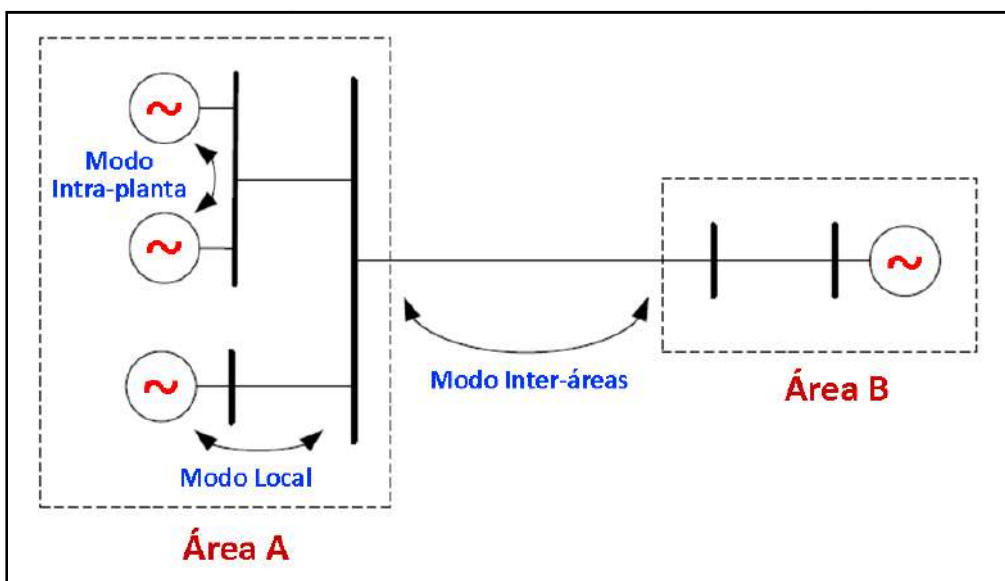 Modo
Intra-planta
Modo Local
Área A
Modo Inter-áreas
Área B